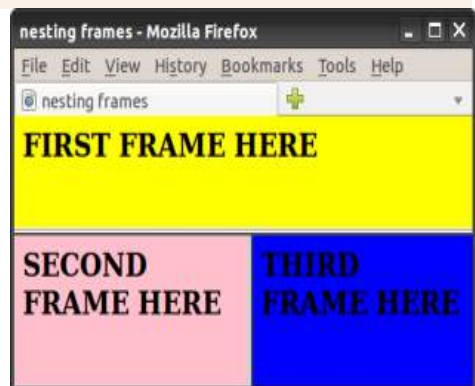 nesting frames - Mozilla Firefox
File Edit View History Bookmarks Tools Help
nesting frames
FIRST FRAME HERE
SECOND
FRAME HERE
THIRD
FRAME HERE